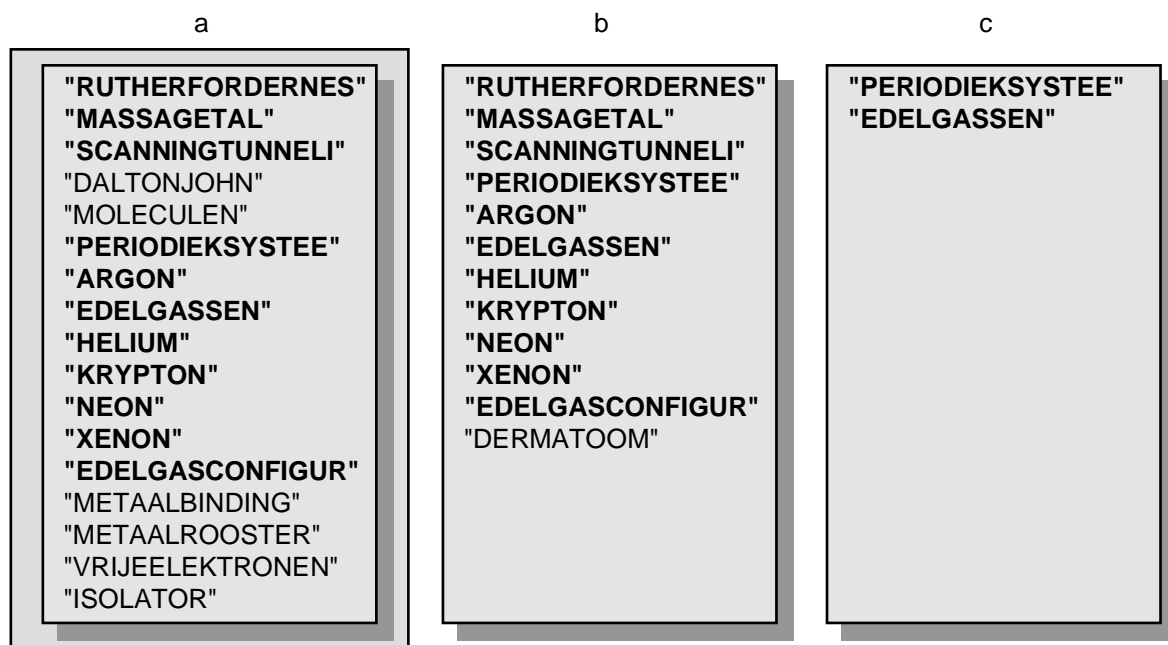 a
"RUTHERFORDERNES"
"MASSAGETAL"
"SCANNINGTUNNELI"
"DALTONJOHN"
"MOLECULEN"
"PERIODIEKSYSTEE"
"ARGON"
"EDELGASSEN"
"HELIUM"
"KRYPTON"
"NEON"
"XENON"
"EDELGASCONFIGUR"
"METAALBINDING"
"METAALROOSTER"
"VRIJEELEKTRONEN"
"ISOLATOR"
b
"RUTHERFORDERNES"
"MASSAGETAL"
"SCANNINGTUNNELI"
"PERIODIEKSYSTEE"
"ARGON"
"EDELGASSEN"
"HELIUM"
"KRYPTON"
"NEON"
"XENON"
"EDELGASCONFIGUR"
"DERMATOOM"
c
"PERIODIEKSYSTEE"
"EDELGASSEN"